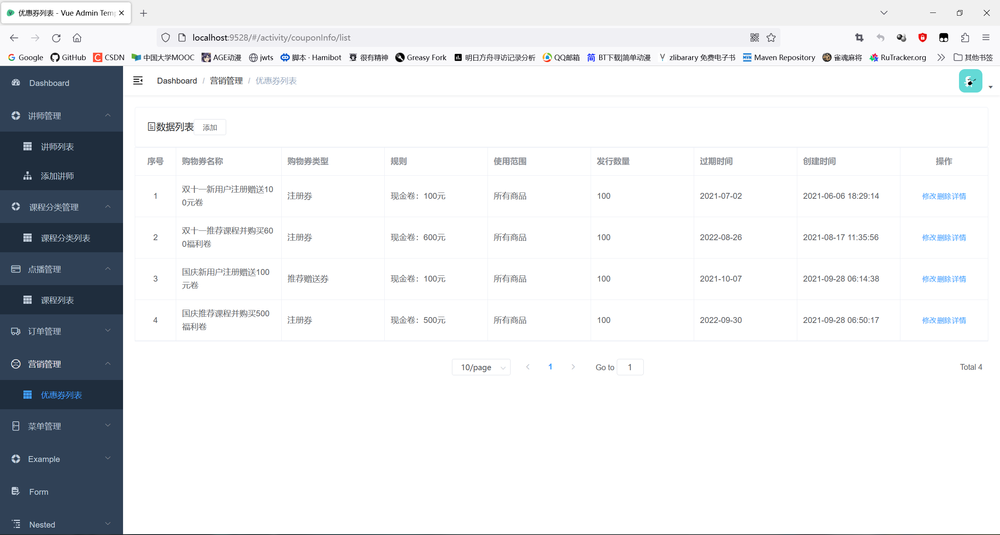 优惠券列表 - Vue Admin Temp
localhost:9528/#/activity/couponInfo/list
Google GitHub CSDN 中国大学MOOC AGE动漫 jwts 脚本 · Hamibot 很有精神 Greasy Fork 明日方舟寻访记录分析 QQ邮箱 BT下载|简单动漫 zlibarary 免费电子书 Maven Repository 雀魂麻将 RuTracker.org 其他书签
Dashboard
讲师管理
讲师列表
添加讲师
课程分类管理
课程分类列表
点播管理
课程列表
订单管理
营销管理
优惠券列表
菜单管理
Example
Form
Nested
Dashboard / 营销管理 / 优惠券列表
数据列表 添加
序号 购物券名称 购物券类型 规则 使用范围 发行数量 过期时间 创建时间 操作
1 双十一新用户注册赠送10 注册券 现金卷：100元 所有商品 100 2021-07-02 2021-06-06 18:29:14 修改删除详情
0元卷
2 双十一推荐课程并购买60 注册券 现金卷：600元 所有商品 100 2022-08-26 2021-08-17 11:35:56 修改删除详情
0福利卷
3 国庆新用户注册赠送100 推荐赠送券 现金卷：100元 所有商品 100 2021-10-07 2021-09-28 06:14:38 修改删除详情
元卷
4 国庆推荐课程并购买500 注册券 现金卷：500元 所有商品 100 2022-09-30 2021-09-28 06:50:17 修改删除详情
福利卷
10/page 1 Go to 1 Total 4